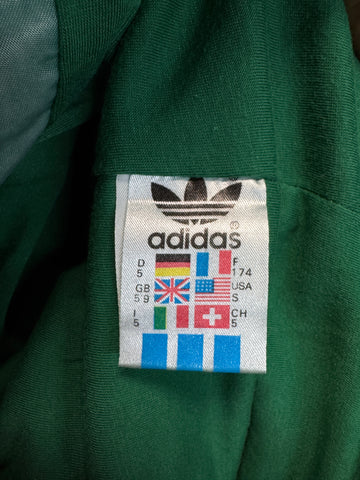 adidas ©
D F
5 174
GB USA
5 9 S
I CH
5 5